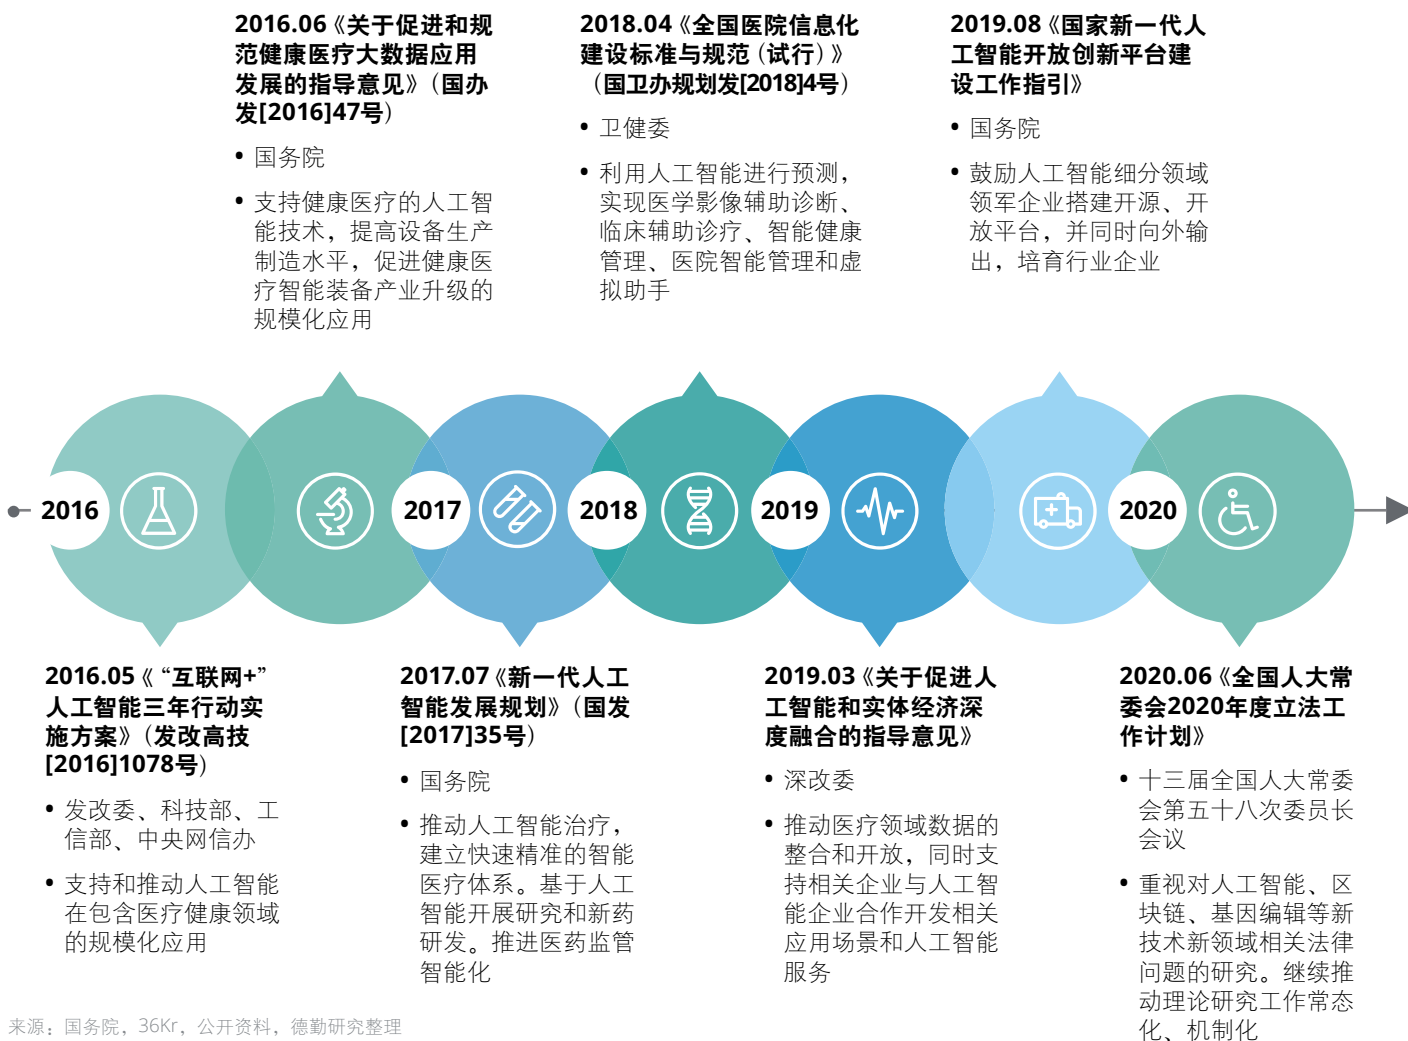 2016.06《关于促进和规
范健康医疗大数据应用
发展的指导意见》（国办
发[2016]47号）
• 国务院
• 支持健康医疗的人工智
能技术，提高设备生产
制造水平，促进健康医
疗智能装备产业升级的
规模化应用
2018.04《全国医院信息化
建设标准与规范（试行）》
（国卫办规划发[2018]4号）
• 卫健委
• 利用人工智能进行预测，
实现医学影像辅助诊断、
临床辅助诊疗、智能健康
管理、医院智能管理和虚
拟助手
2019.08《国家新一代人
工智能开放创新平台建
设工作指引》
• 国务院
• 鼓励人工智能细分领域
领军企业搭建开源、开
放平台，并同时向外输
出，培育行业企业
2016
2017
2018
2019
2020
2016.05《“互联网+”
人工智能三年行动实
施方案》（发改高技
[2016]1078号）
• 发改委、科技部、工
信部、中央网信办
• 支持和推动人工智能
在包含医疗健康领域
的规模化应用
2017.07《新一代人工
智能发展规划》（国发
[2017]35号）
• 国务院
• 推动人工智能治疗，
建立快速精准的智能
医疗体系。基于人工
智能开展研究和新药
研发。推进医药监管
智能化
2019.03《关于促进人
工智能和实体经济深
度融合的指导意见》
• 深改委
• 推动医疗领域数据的
整合和开放，同时支
持相关企业与人工智
能企业合作开发相关
应用场景和人工智能
服务
2020.06《全国人大常
委会2020年度立法工
作计划》
• 十三届全国人大常委
会第五十八次委员长
会议
• 重视对人工智能、区
块链、基因编辑等新
技术新领域相关法律
问题的研究。继续推
动理论研究工作常态
化、机制化
来源：国务院，36Kr，公开资料，德勤研究整理